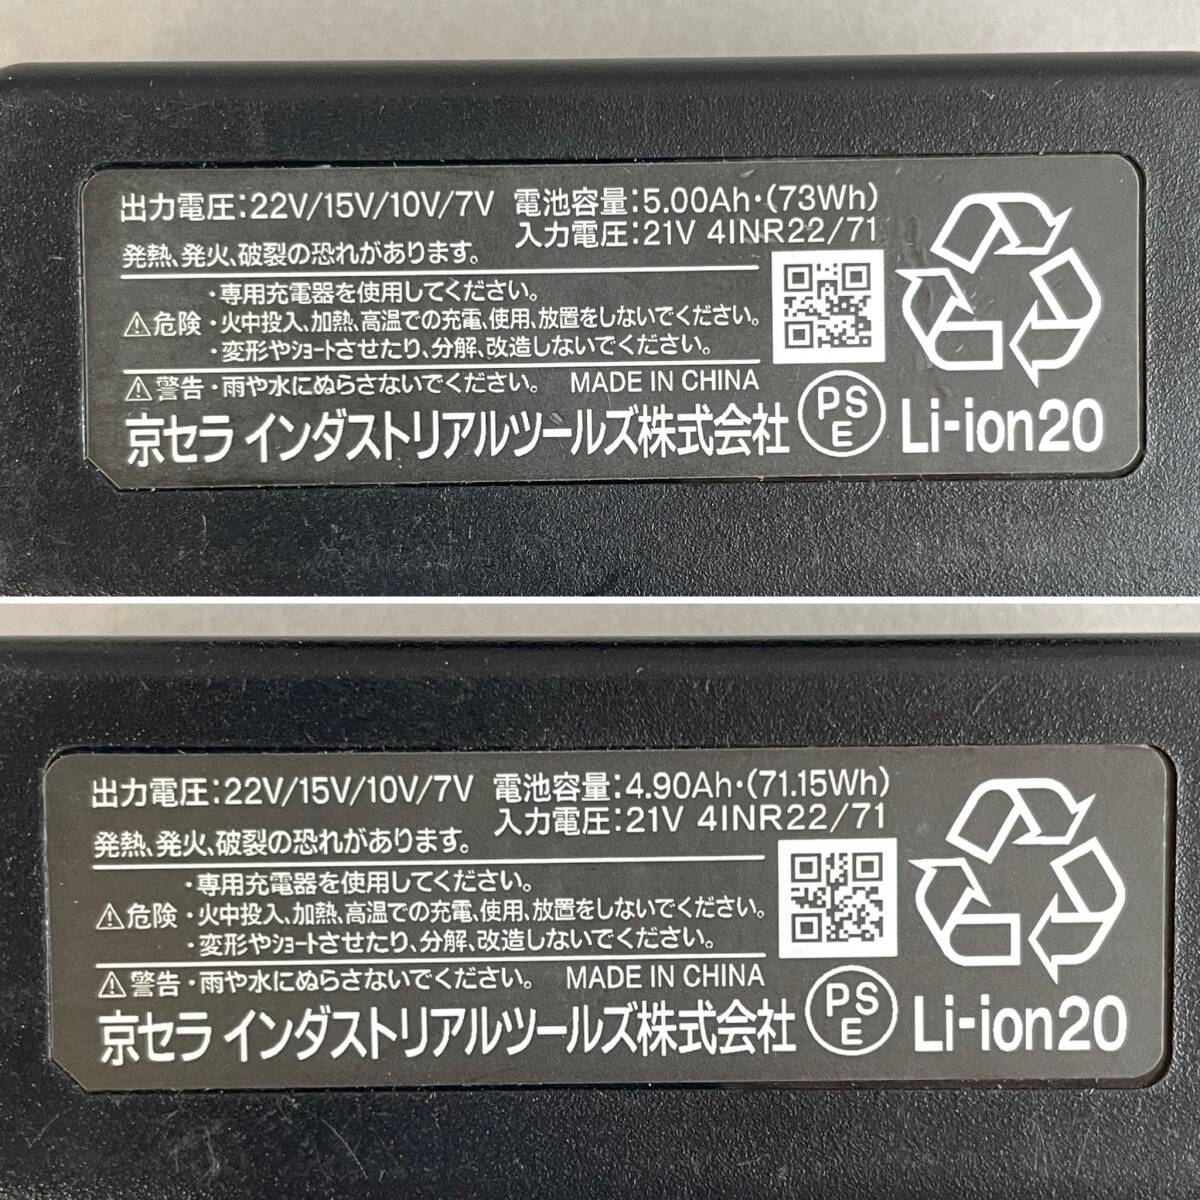 出力電圧:22V/15V/10V/7V 電池容量:5.00Ah・(73Wh)
入力電圧:21V 4INR22/71
発熱、発火、破裂の恐れがあります。
・専用充電器を使用してください。
⚠危険・火中投入、加熱、高温での充電、使用、放置をしないでください。
・変形やショートさせたり、分解、改造しないでください。
⚠警告・雨や水にぬらさないでください。 MADE IN CHINA
京セラ インダストリアルツールズ株式会社 PSE Li-ion20
出力電圧:22V/15V/10V/7V 電池容量:4.90Ah・(71.15Wh)
入力電圧:21V 4INR22/71
発熱、発火、破裂の恐れがあります。
・専用充電器を使用してください。
⚠危険・火中投入、加熱、高温での充電、使用、放置をしないでください。
・変形やショートさせたり、分解、改造しないでください。
⚠警告・雨や水にぬらさないでください。 MADE IN CHINA
京セラ インダストリアルツールズ株式会社 PSE Li-ion20